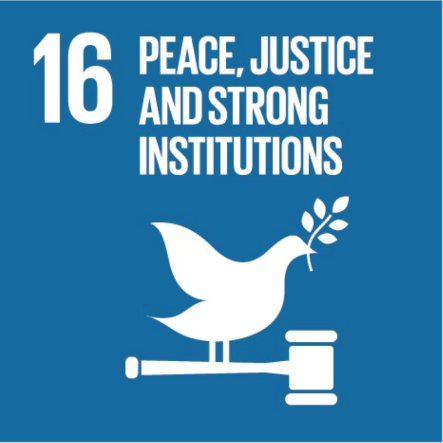 16 PEACE, JUSTICE
AND STRONG
INSTITUTIONS